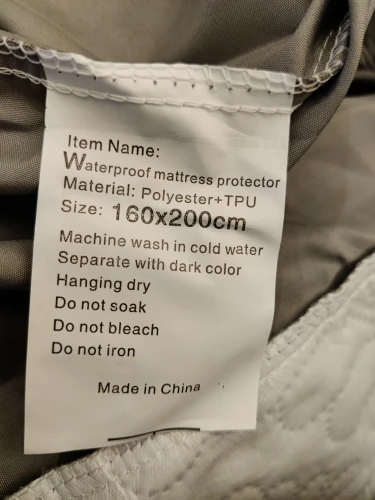 Item Name:
Waterproof mattress protector
Material: Polyester+TPU
Size: 160x200cm
Machine wash in cold water
Separate with dark color
Hanging dry
Do not soak
Do not bleach
Do not iron
Made in China